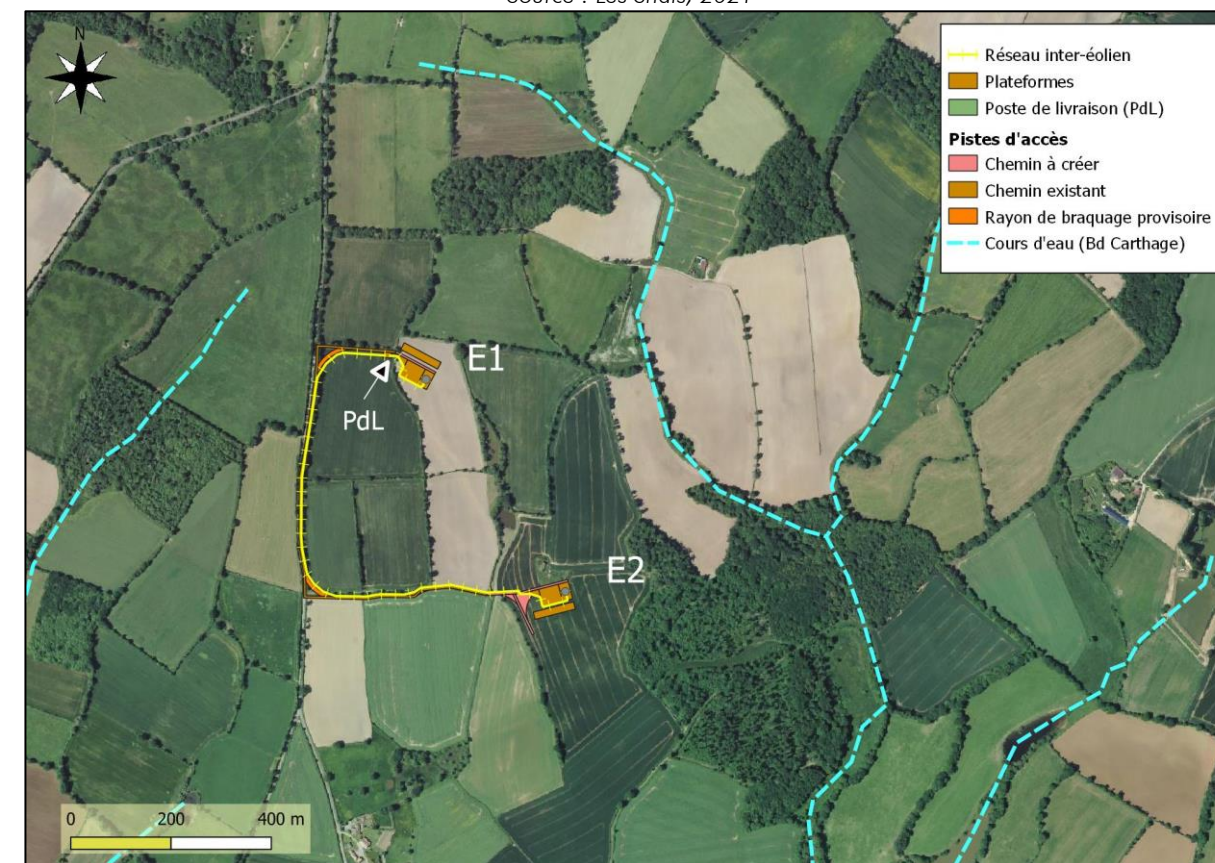 N
Réseau inter-éolien
Plateformes
Poste de livraison (PdL)
Pistes d'accès
Chemin à créer
Chemin existant
Rayon de braquage provisoire
Cours d'eau (Bd Carthage)
E1
PdL
E2
0 200 400 m